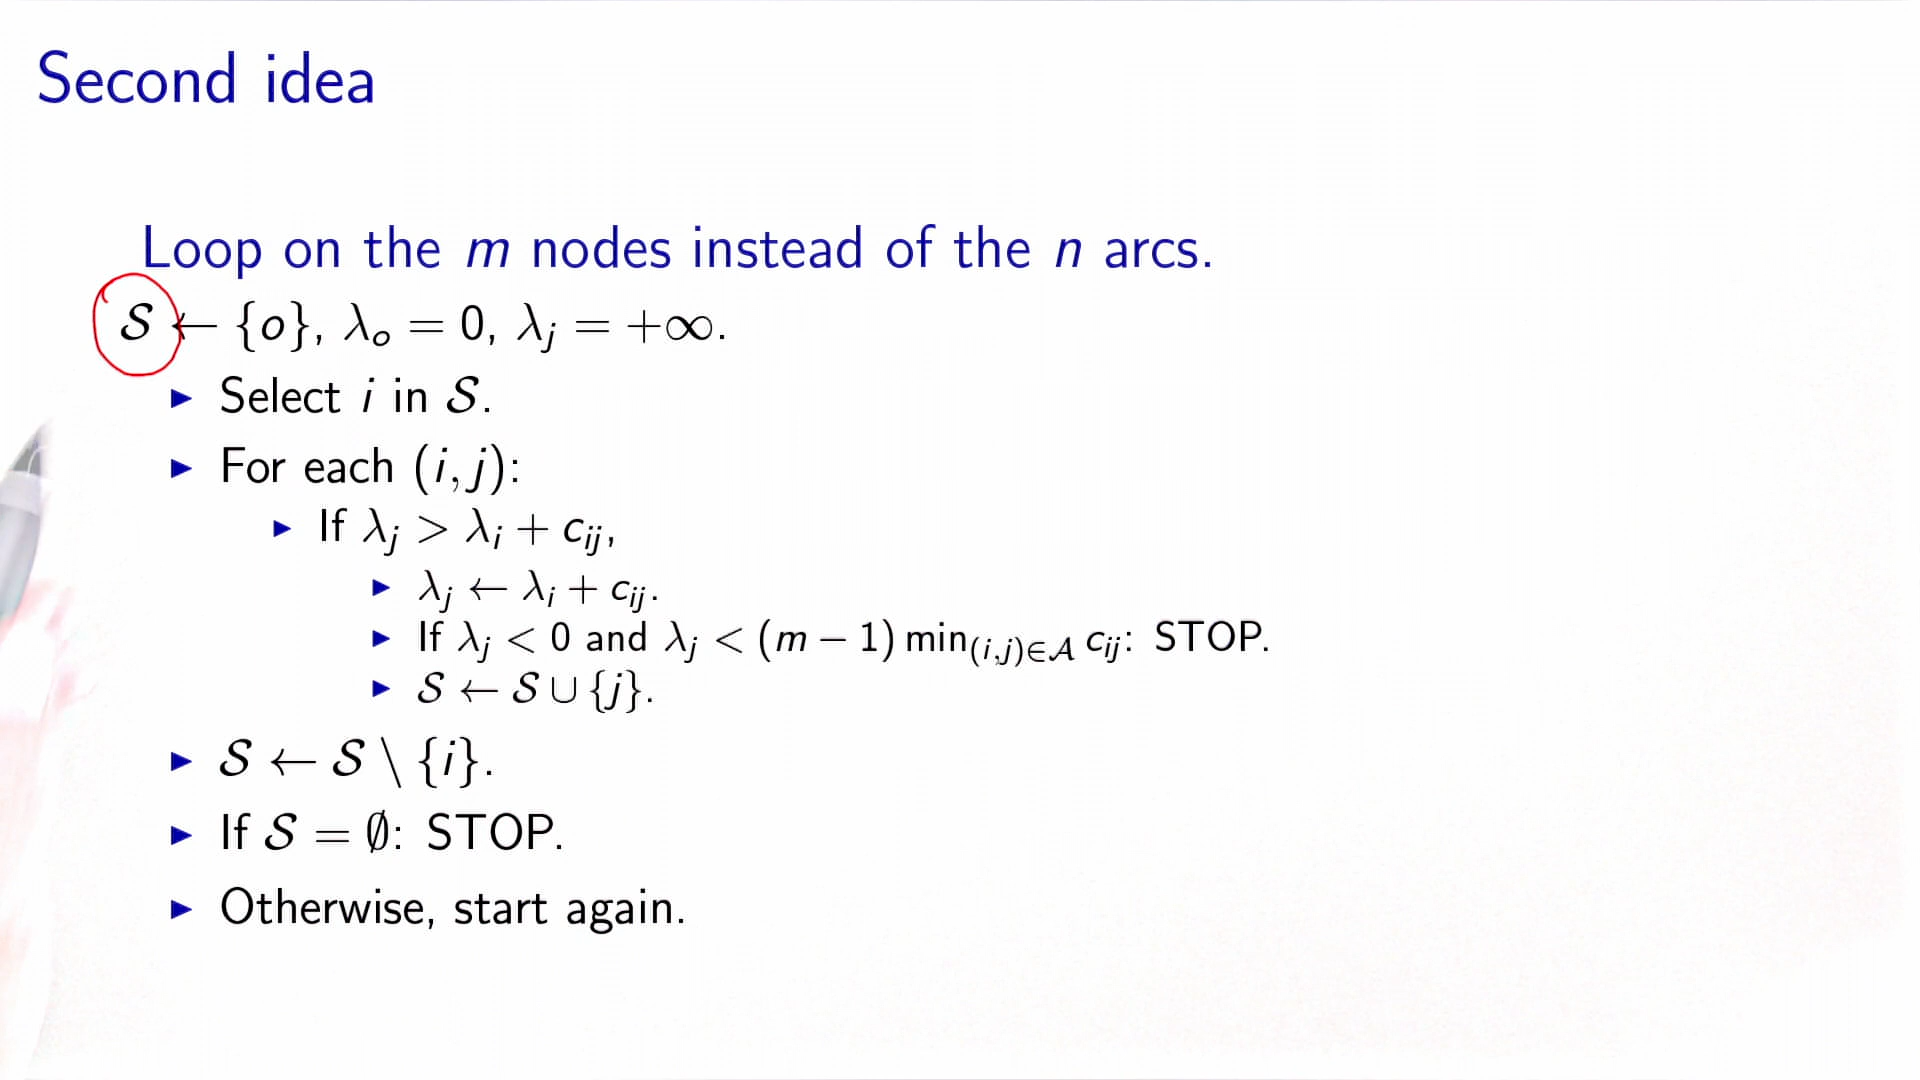 Second idea
Loop on the m nodes instead of the n arcs.
𝒮 ← {o}, λ_o = 0, λ_j = +∞.
▶ Select i in 𝒮.
▶ For each (i, j):
▶ If λ_j > λ_i + c_ij,
▶ λ_j ← λ_i + c_ij.
▶ If λ_j < 0 and λ_j < (m − 1) min_(i,j)∈𝒜 c_ij: STOP.
▶ 𝒮 ← 𝒮 ∪ {j}.
▶ 𝒮 ← 𝒮 \ {i}.
▶ If 𝒮 = ∅: STOP.
▶ Otherwise, start again.